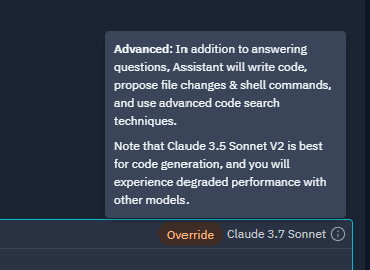 Advanced: In addition to answering
questions, Assistant will write code,
propose file changes & shell commands,
and use advanced code search
techniques.
Note that Claude 3.5 Sonnet V2 is best
for code generation, and you will
experience degraded performance with
other models.
Override Claude 3.7 Sonnet